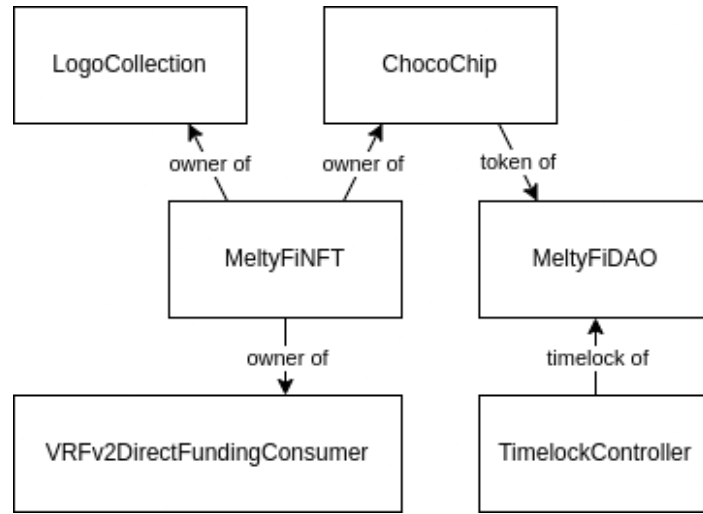 LogoCollection
ChocoChip
owner of
owner of
token of
MeltyFiNFT
MeltyFiDAO
owner of
timelock of
VRFv2DirectFundingConsumer
TimelockController